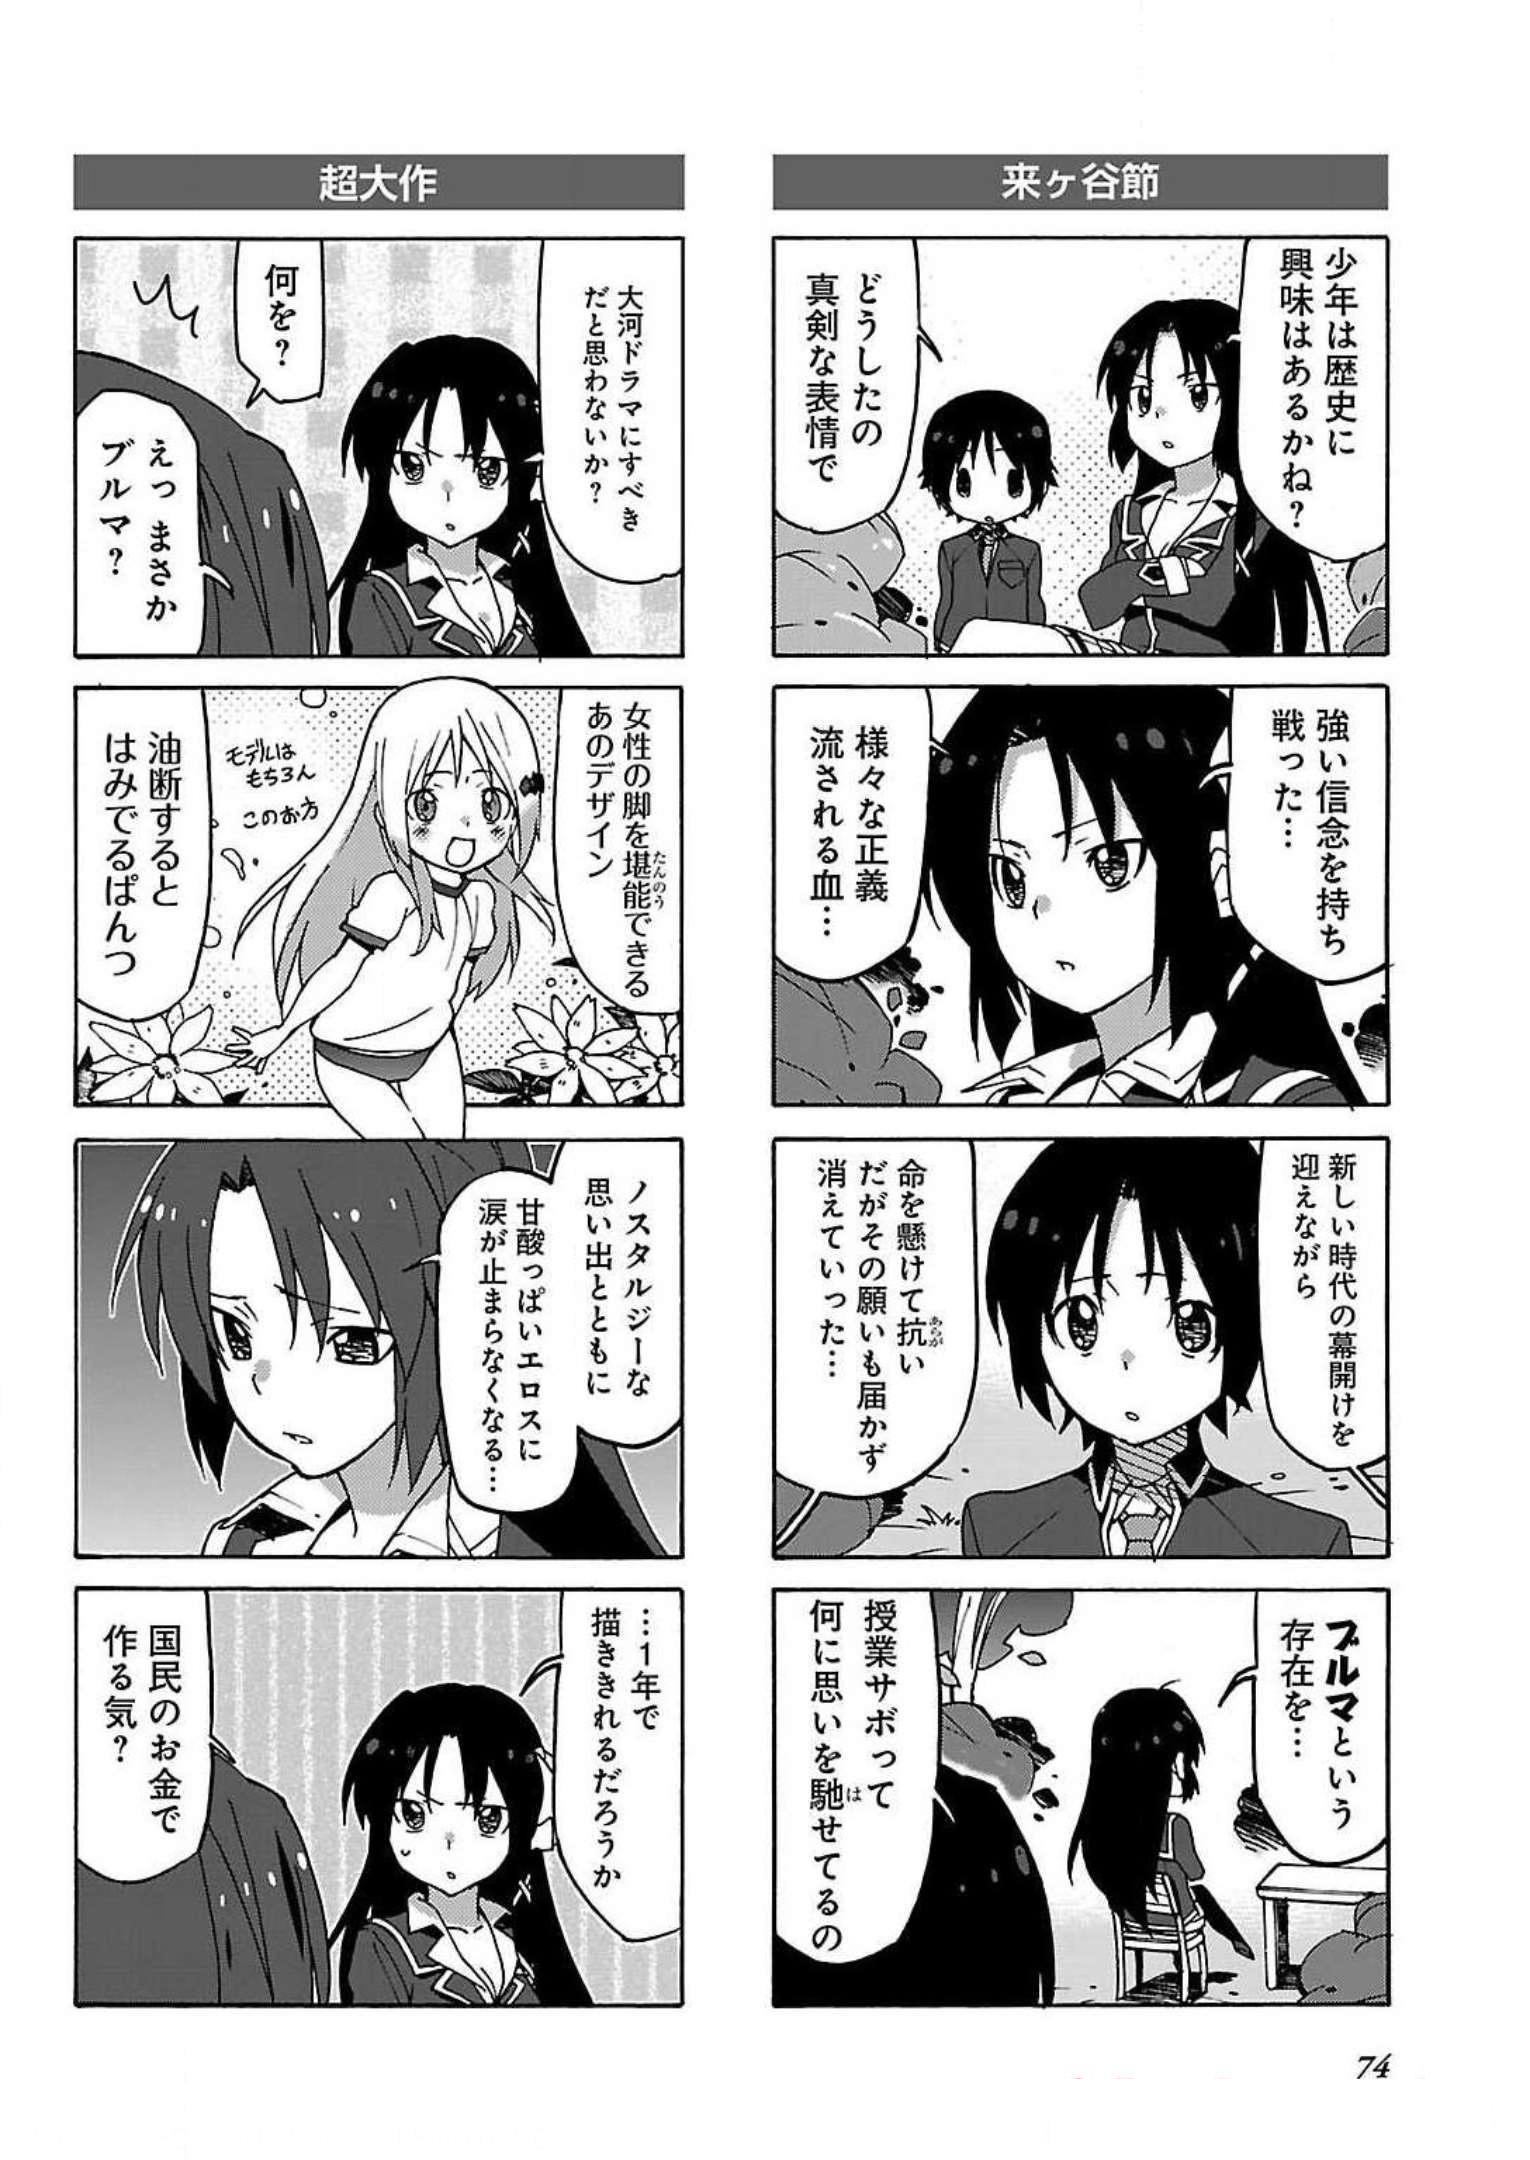 来ヶ谷節
少年は歴史に
興味はあるかね？
どうしたの
真剣な表情で
強い信念を持ち
戦った…
様々な正義
流される血…
新しい時代の幕開けを
迎えながら
命を懸けて抗い
あらが
だがその願いも届かず
消えていった…
ブルマという
存在を…
授業サボって
何に思いを馳せてるの
は
超大作
大河ドラマにすべき
だと思わないか？
何を？
えっ まさか
ブルマ？
女性の脚を堪能できる
たんのう
あのデザイン
モデルは
もちろん
このお方
油断すると
はみでるぱんつ
ノスタルジーな
思い出とともに
甘酸っぱいエロスに
涙が止まらなくなる…
…1年で
描ききれるだろうか
国民のお金で
作る気？
74